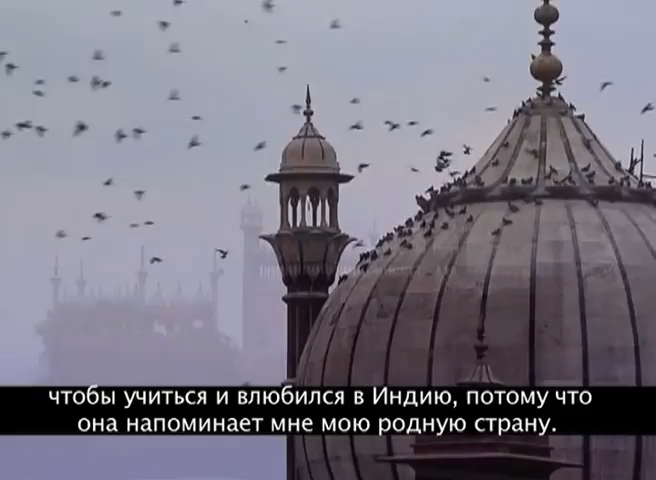 чтобы учиться и влюбился в Индию, потому что
она напоминает мне мою родную страну.